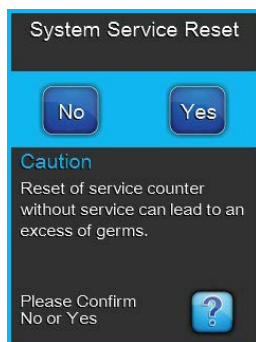 System Service Reset
No
Yes
Caution
Reset of service counter
without service can lead to an
excess of germs.
Please Confirm
No or Yes
?